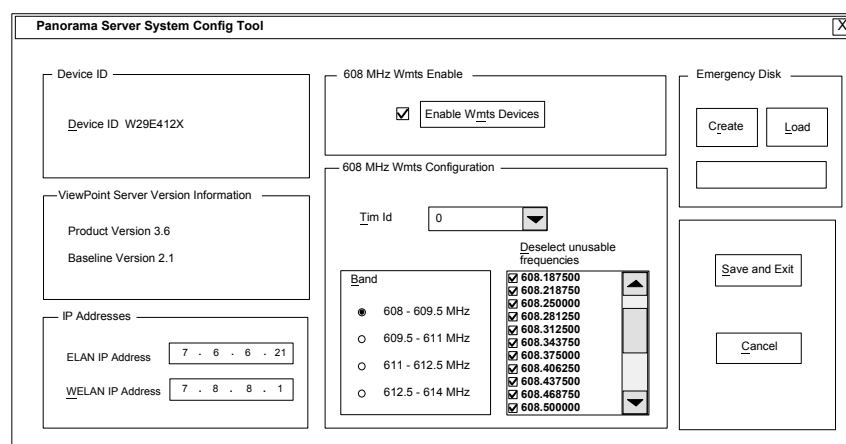 Panorama Server System Config Tool
X
Device ID
Device ID W29E412X
ViewPoint Server Version Information
Product Version 3.6
Baseline Version 2.1
IP Addresses
ELAN IP Address 7 . 6 . 6 . 21
WELAN IP Address 7 . 8 . 8 . 1
608 MHz Wmts Enable
Enable Wmts Devices
608 MHz Wmts Configuration
Tim Id 0
Band
608 - 609.5 MHz
609.5 - 611 MHz
611 - 612.5 MHz
612.5 - 614 MHz
Deselect unusable
frequencies
608.187500
608.218750
608.250000
608.281250
608.312500
608.343750
608.375000
608.406250
608.437500
608.468750
608.500000
Emergency Disk
Create Load
Save and Exit
Cancel